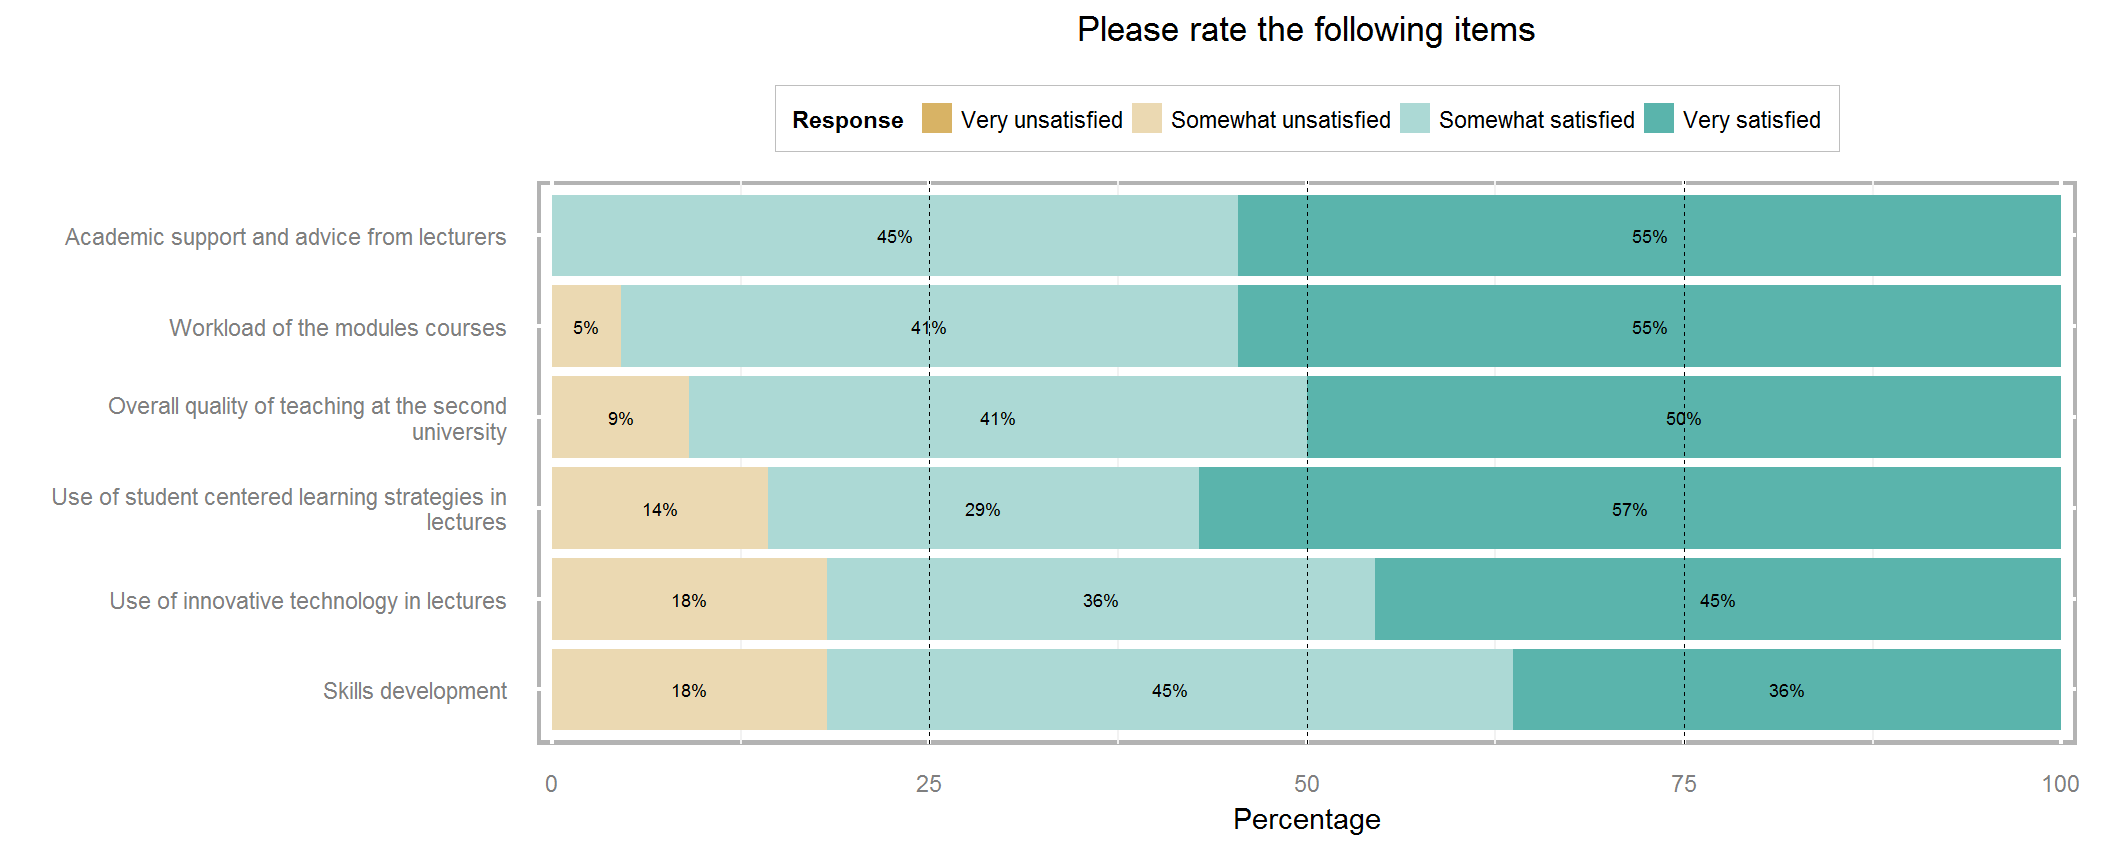 Please rate the following items
Response Very unsatisfied Somewhat unsatisfied Somewhat satisfied Very satisfied
Academic support and advice from lecturers 45% 55%
Workload of the modules courses 5% 41% 55%
Overall quality of teaching at the second
university 9% 41% 50%
Use of student centered learning strategies in
lectures 14% 29% 57%
Use of innovative technology in lectures 18% 36% 45%
Skills development 18% 45% 36%
0 25 50 75 100
Percentage